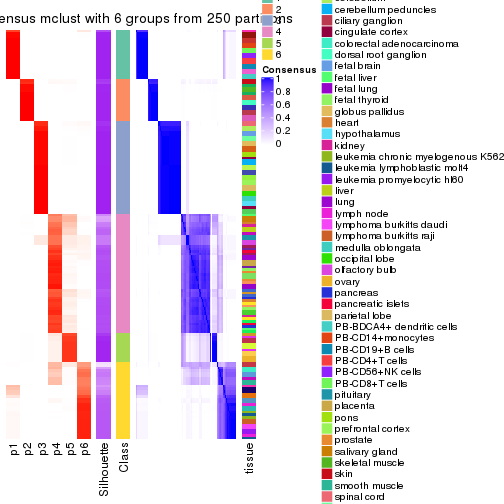 ensus mclust with 6 groups from 250 partitions
2
3
4
5
6
Consensus
1
0.8
0.6
0.4
0.2
0
cerebellum peduncles
ciliary ganglion
cingulate cortex
colorectal adenocarcinoma
dorsal root ganglion
fetal brain
fetal liver
fetal lung
fetal thyroid
globus pallidus
heart
hypothalamus
kidney
leukemia chronic myelogenous K562
leukemia lymphoblastic molt4
leukemia promyelocytic hl60
liver
lung
lymph node
lymphoma burkitts daudi
lymphoma burkitts raji
medulla oblongata
occipital lobe
olfactory bulb
ovary
pancreas
pancreatic islets
parietal lobe
PB-BDCA4+ dendritic cells
PB-CD14+monocytes
PB-CD19+B cells
PB-CD4+T cells
PB-CD56+NK cells
PB-CD8+T cells
pituitary
placenta
pons
prefrontal cortex
prostate
salivary gland
skeletal muscle
skin
smooth muscle
spinal cord
p1
p2
p3
p4
p5
p6
Silhouette
Class
tissue